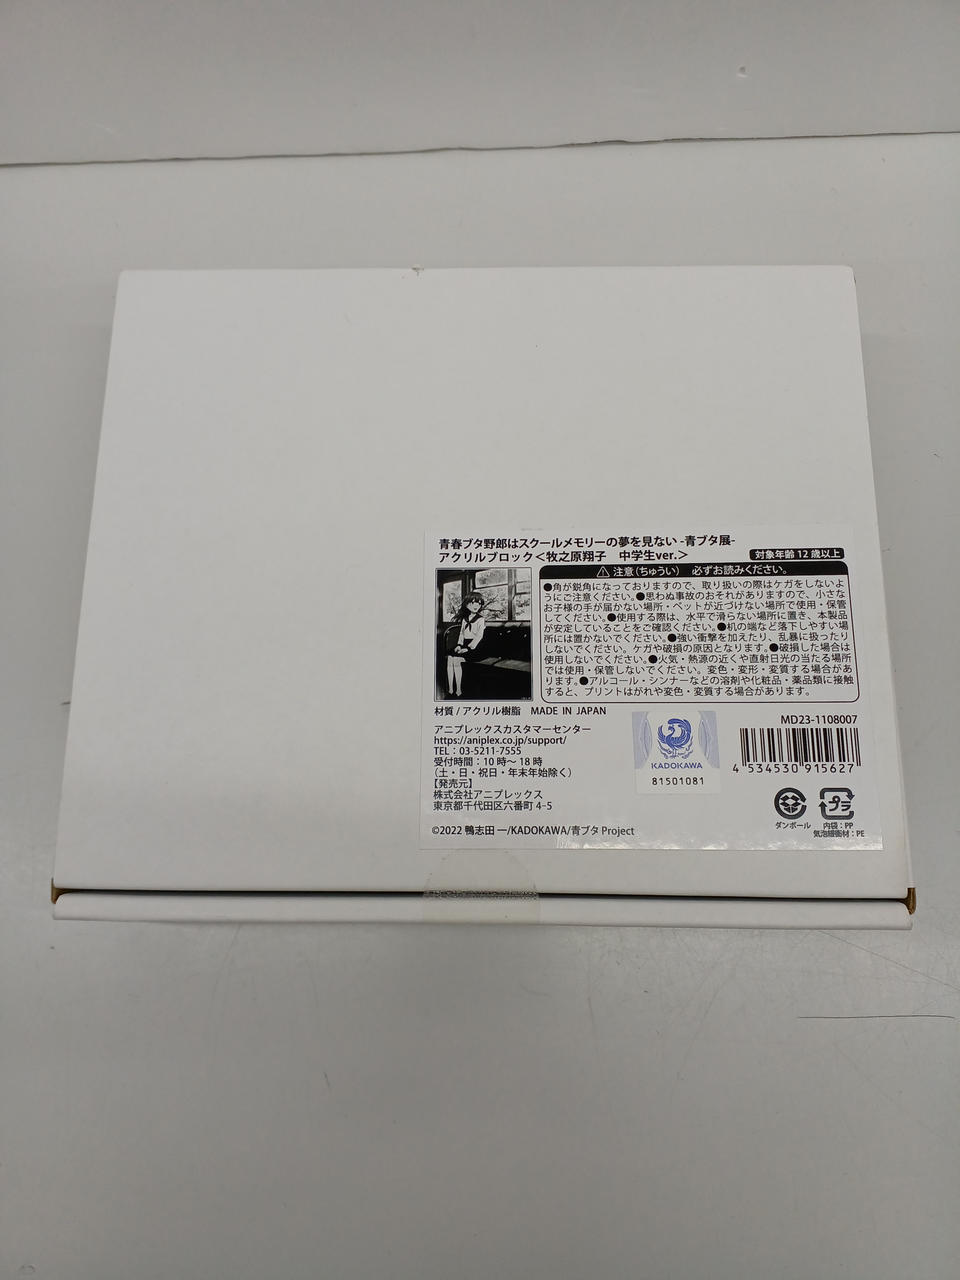 青春ブタ野郎はスクールメモリーの夢を見ない -青ブタ展-
アクリルブロック＜牧之原翔子　中学生ver.＞
対象年齢12歳以上
注意（ちゅうい）　必ずお読みください。
●角が鋭角になっておりますので、取り扱いの際はケガをしないよ
うにご注意ください。●思わぬ事故のおそれがありますので、小さな
お子様の手が届かない場所・ペットが近づけない場所で使用・保管
してください。●使用する際は、水平で滑らない場所に置き、本製品
が安定していることをご確認ください。●机の端など落下しやすい場
所には置かないでください。●強い衝撃を加えたり、乱暴に扱ったり
しないでください。ケガや破損の原因となります。●破損した場合は
使用しないでください。●火気・熱源の近くや直射日光の当たる場所
では使用・保管しないでください。変色・変形・変質する場合があ
ります。●アルコール・シンナーなどの溶剤や化粧品・薬品類に接触
すると、プリントはがれや変色・変質する場合があります。
材質 / アクリル樹脂　MADE IN JAPAN
アニプレックスカスタマーセンター
https://aniplex.co.jp/support/
TEL：03-5211-7555
受付時間：10時〜18時
（土・日・祝日・年末年始除く）
【発売元】
株式会社アニプレックス
東京都千代田区六番町 4-5
©2022 鴨志田 一/KADOKAWA/青ブタ Project
KADOKAWA
81501081
MD23-1108007
4 534530 915627
ダンボール
プラ
内袋：PP
気泡緩衝材：PE